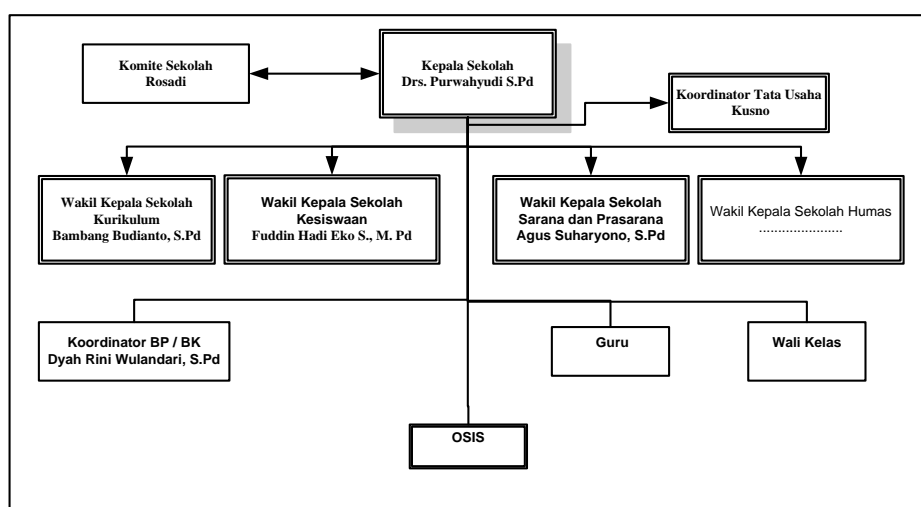 Komite Sekolah
Rosadi
Kepala Sekolah
Drs. Purwahyudi S.Pd
Koordinator Tata Usaha
Kusno
Wakil Kepala Sekolah
Kurikulum
Bambang Budianto, S.Pd
Wakil Kepala Sekolah
Kesiswaan
Fuddin Hadi Eko S., M. Pd
Wakil Kepala Sekolah
Sarana dan Prasarana
Agus Suharyono, S.Pd
Wakil Kepala Sekolah Humas
......................
Koordinator BP / BK
Dyah Rini Wulandari, S.Pd
Guru
Wali Kelas
OSIS